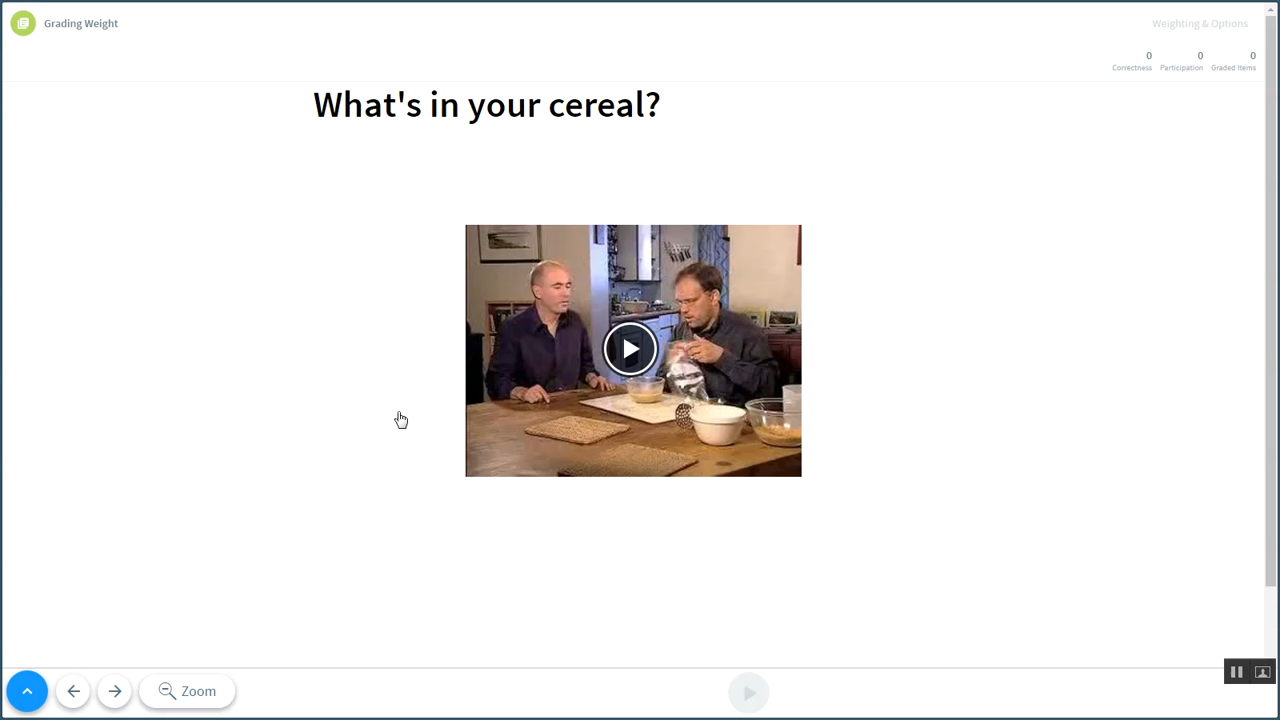 Grading Weight
Weighting & Options
0 0 0
Correctness Participation Graded Items
What's in your cereal?
Zoom